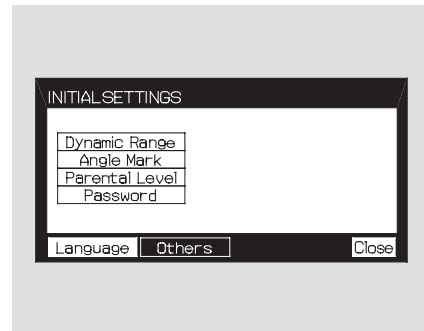 INITIALSETTINGS
Dynamic Range
Angle Mark
Parental Level
Password
Language Others Close